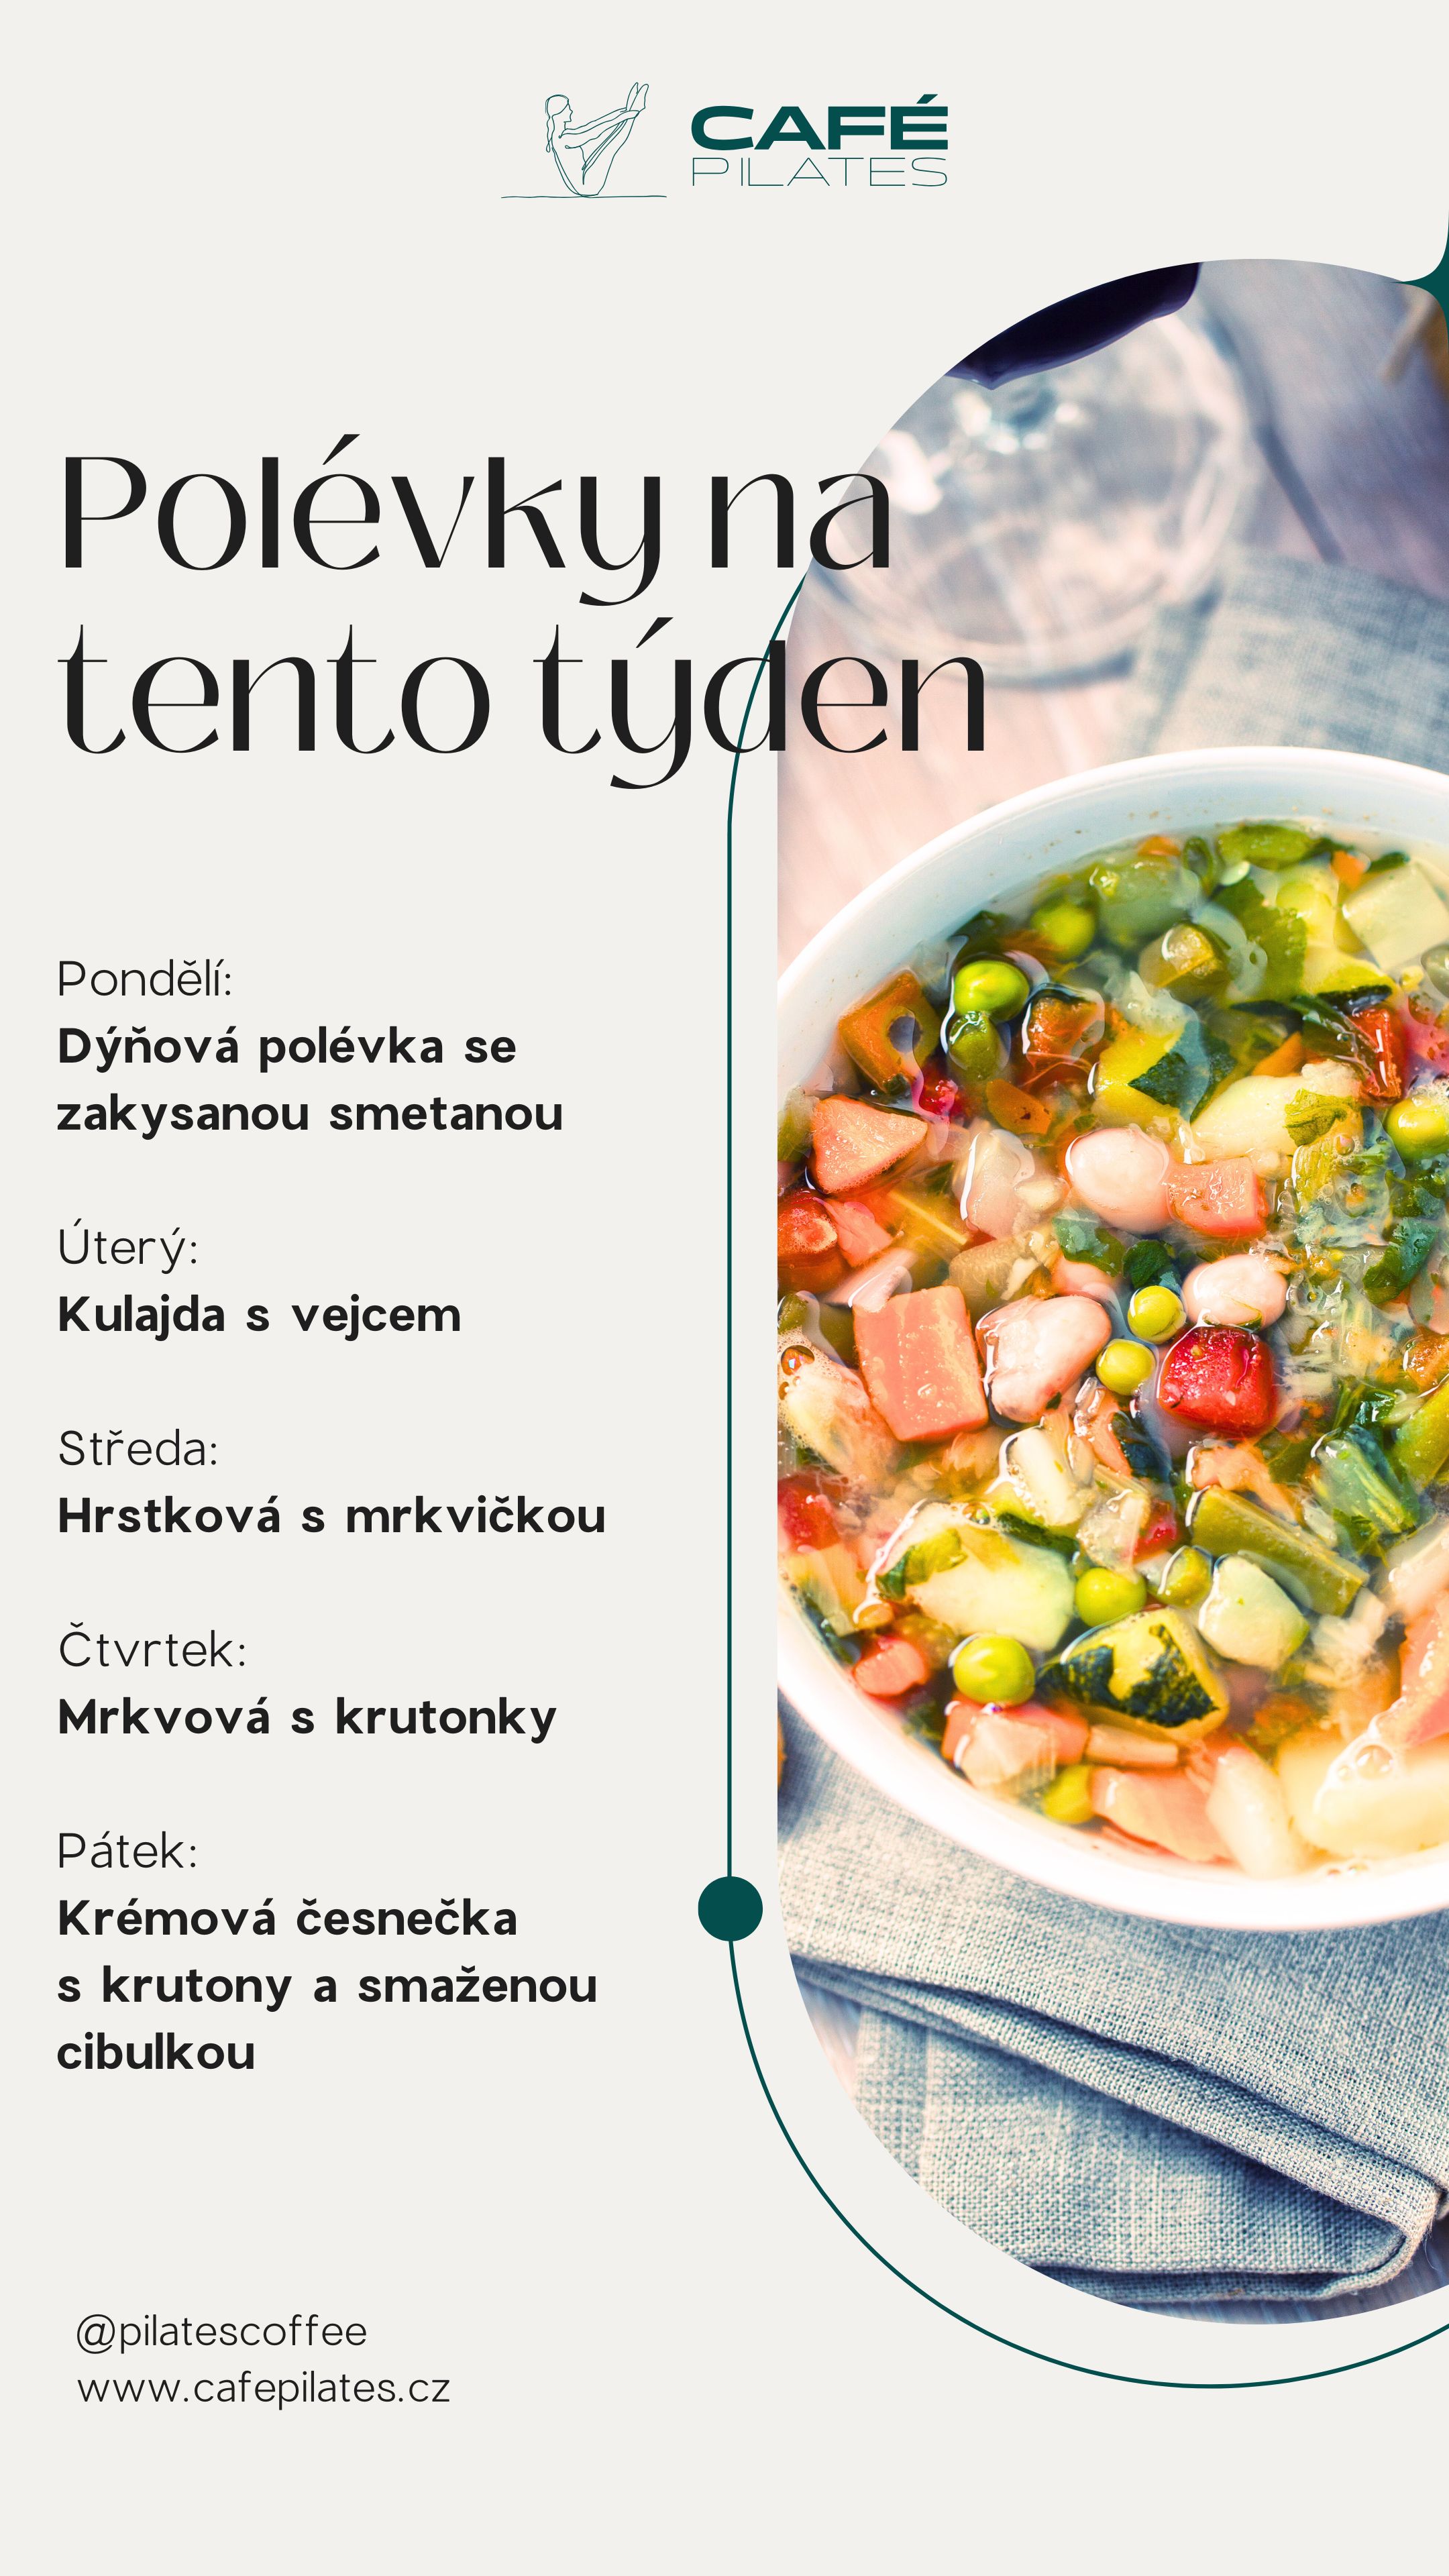 CAFÉ
PILATES
Polévky na
tento týden
Pondělí:
Dýňová polévka se
zakysanou smetanou
Úterý:
Kulajda s vejcem
Středa:
Hrstková s mrkvičkou
Čtvrtek:
Mrkvová s krutonky
Pátek:
Krémová česnečka
s krutony a smaženou
cibulkou
@pilatescoffee
www.cafepilates.cz